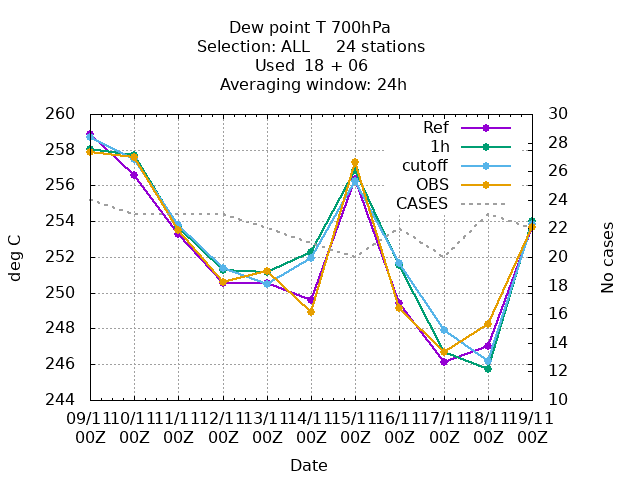 Dew point T 700hPa
Selection: ALL 24 stations
Used 18 + 06
Averaging window: 24h
260 30
258 28
256 26
254 24
252 22
250 20
248 18
246 16
244 14
12
10
Ref
1h
cutoff
OBS
CASES
deg C
No cases
09/11 10/11 11/11 12/11 13/11 14/11 15/11 16/11 17/11 18/11 19/11
00Z 00Z 00Z 00Z 00Z 00Z 00Z 00Z 00Z 00Z 00Z
Date